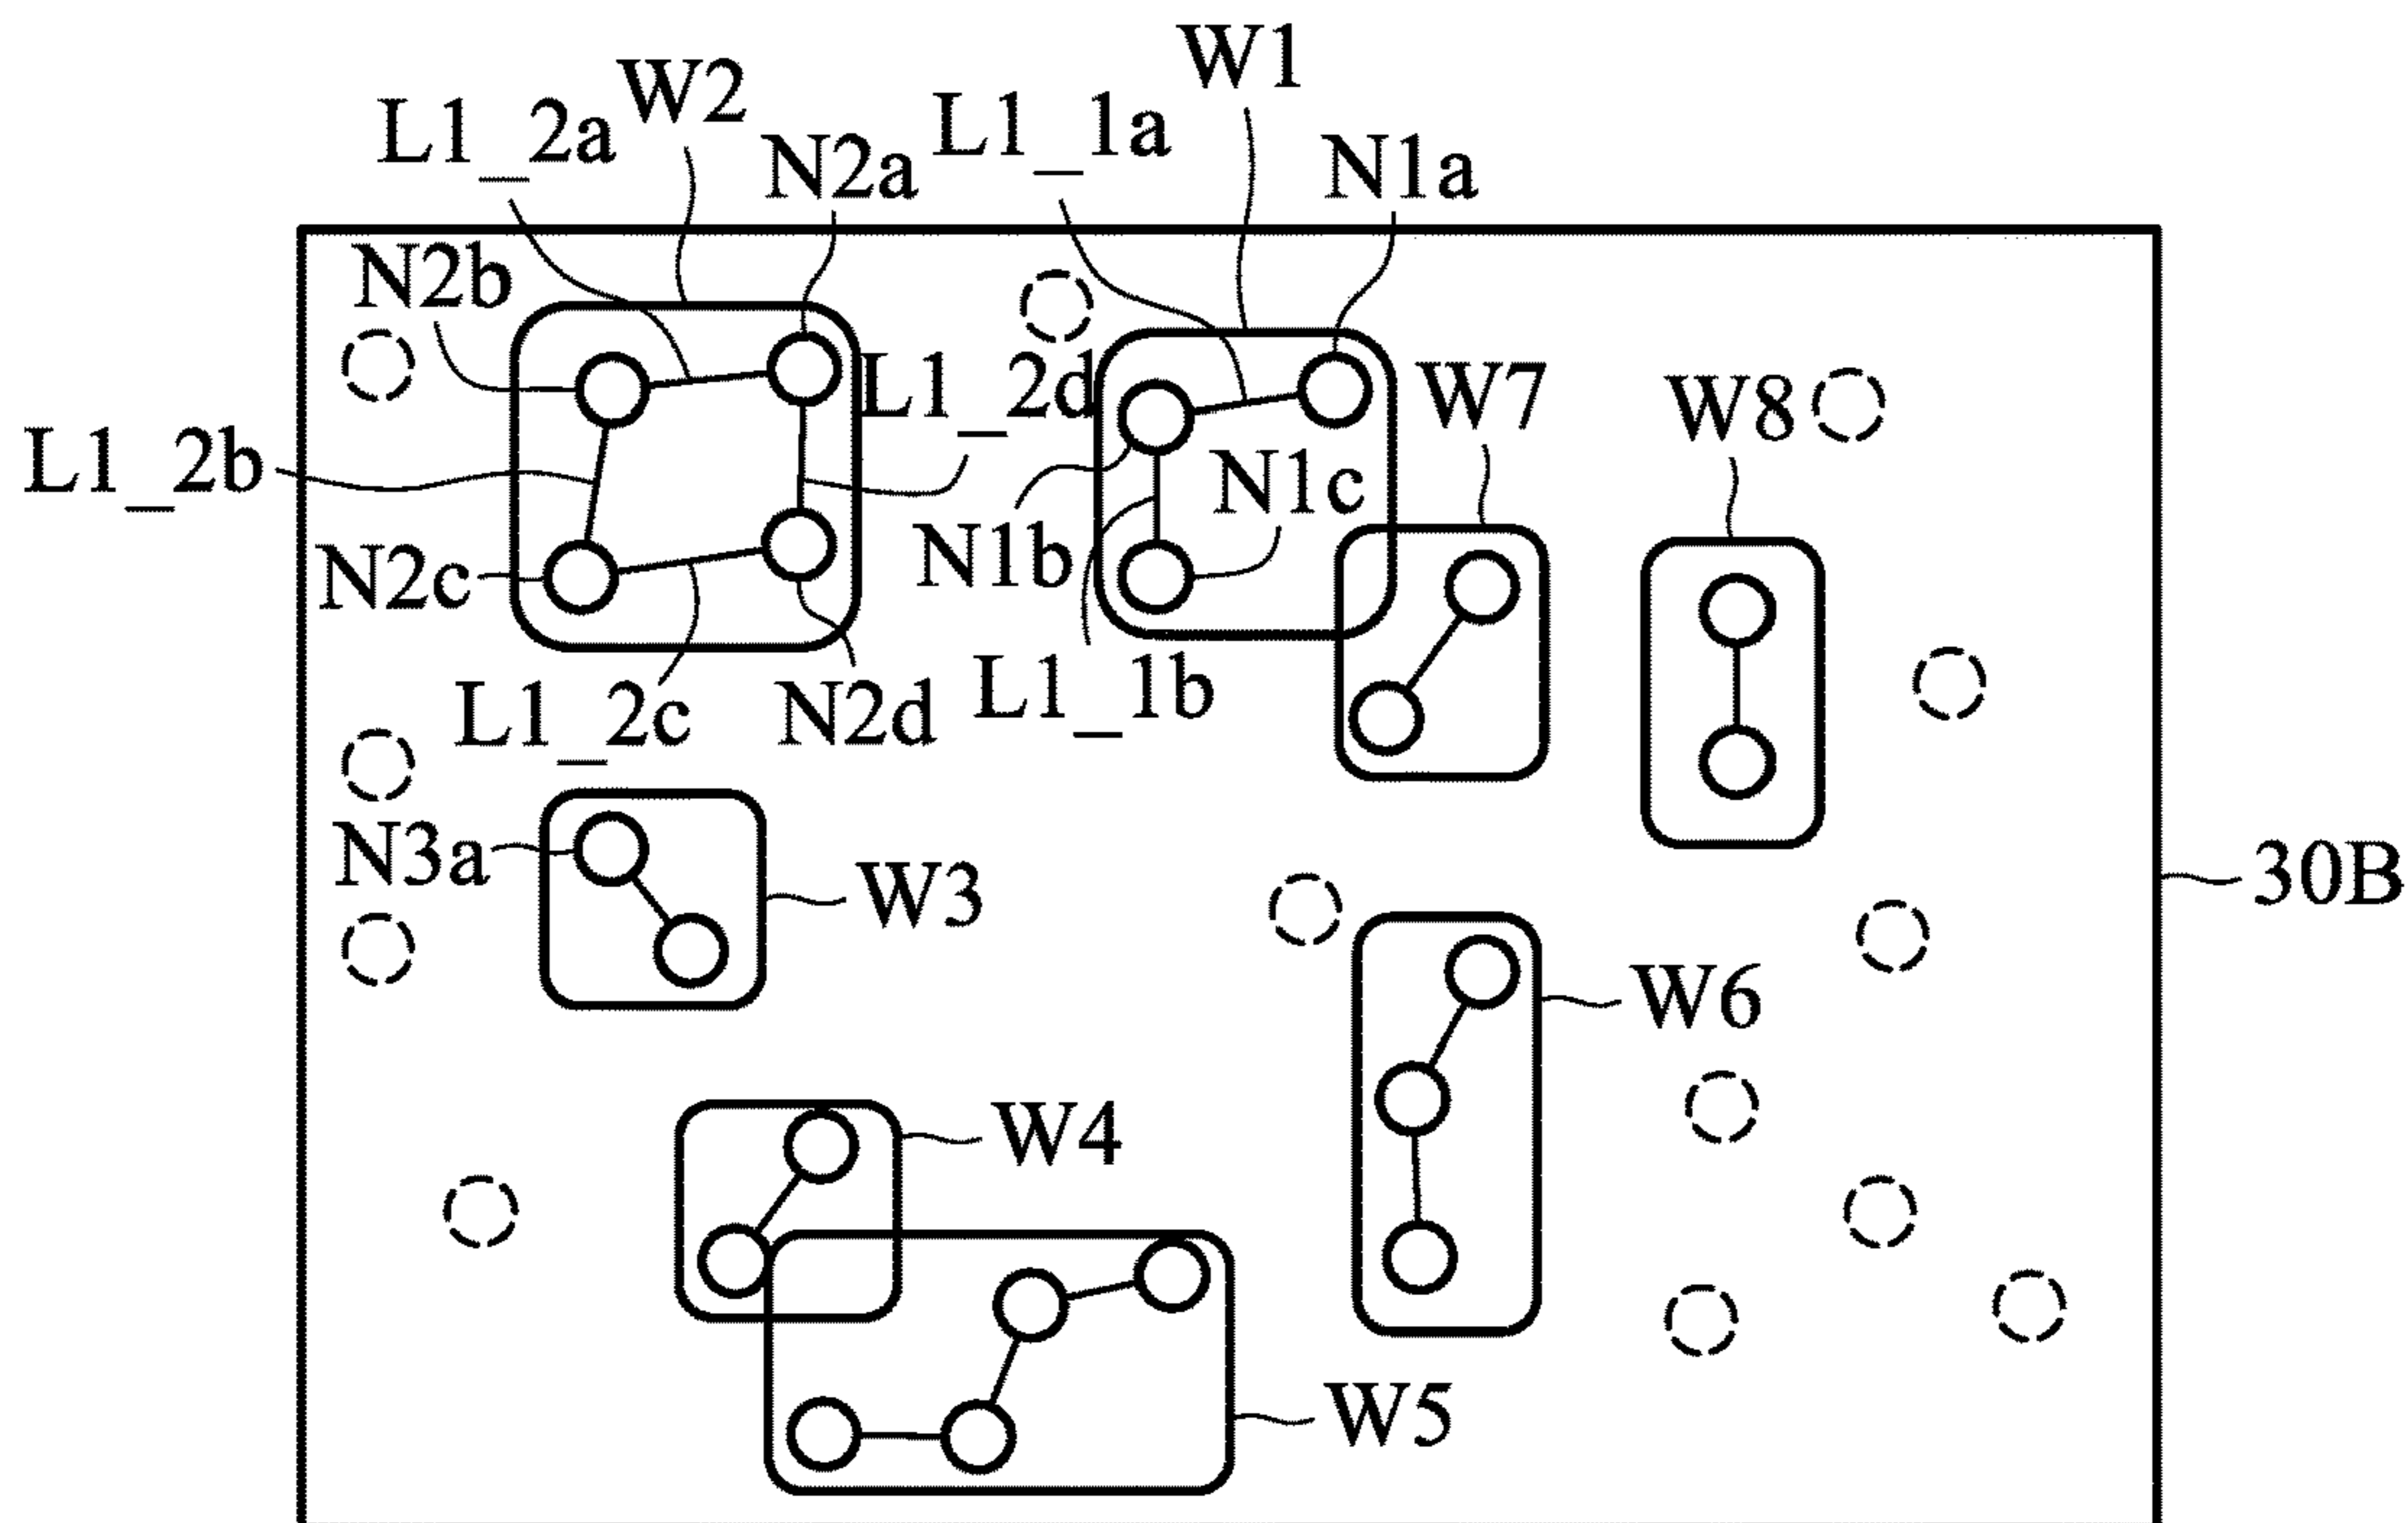 W1
W2
L1_2a
L1_1a
N2a
N1a
N2b
L1_2d
W7
W8
L1_2b
N1c
N1b
N2c
L1_2c
N2d
L1_1b
N3a
W3
30B
W6
W4
W5